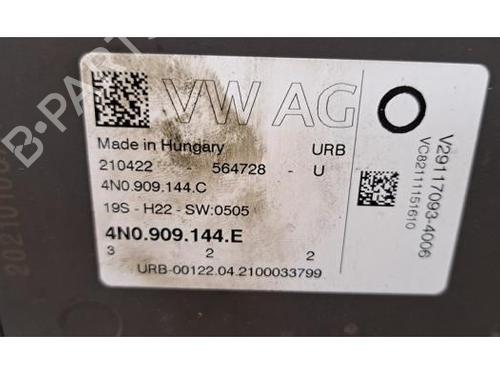 VW AG
Made in Hungary URB
210422 - 564728 - U
4N0.909.144.C
19S - H22 - SW:0505
4N0.909.144.E
3 2 2
URB-00122.04.2100033799
V29117093-4006
VC82111151610
B-PARTS